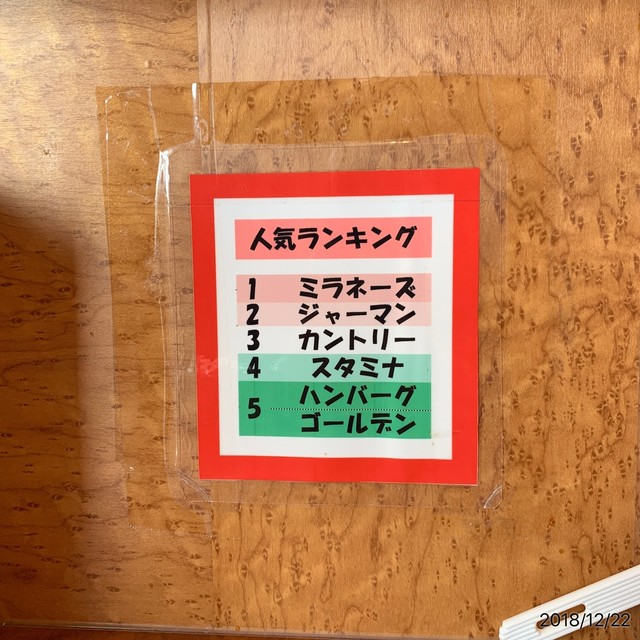 人気ランキング
1 ミラネーズ
2 ジャーマン
3 カントリー
4 スタミナ
5 ハンバーグ
ゴールデン
2018/12/22